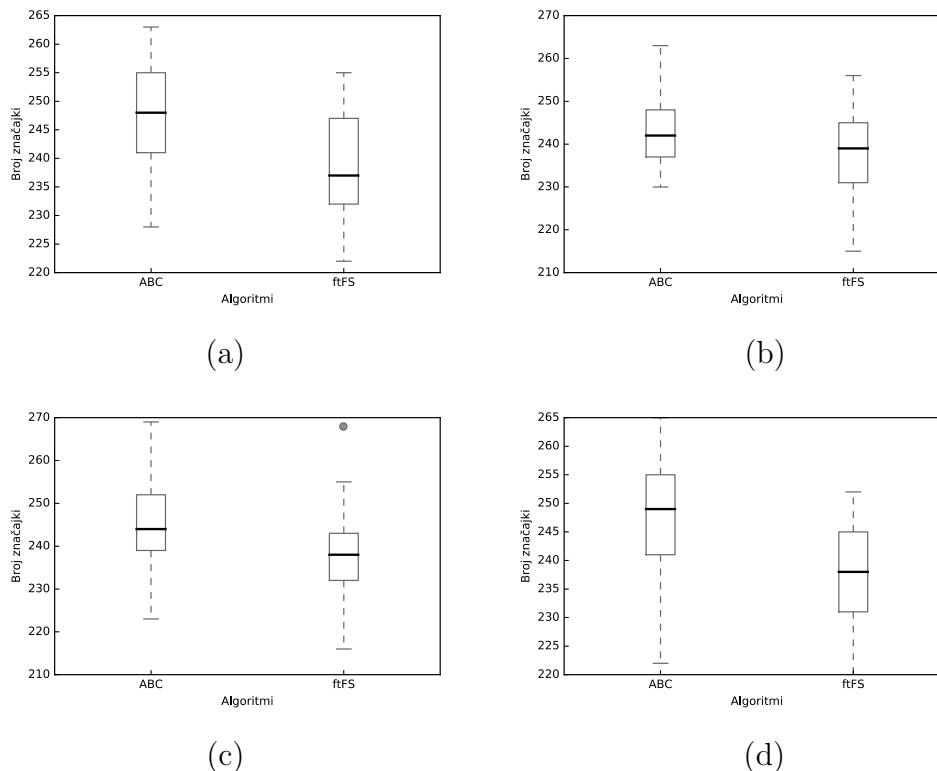 265
260
255
250
245
240
235
230
225
220
Broj značajki
ABC
ftFS
Algoritmi
(a)
270
260
250
240
230
220
210
Broj značajki
ABC
ftFS
Algoritmi
(b)
270
260
250
240
230
220
210
Broj značajki
ABC
ftFS
Algoritmi
(c)
265
260
255
250
245
240
235
230
225
220
Broj značajki
ABC
ftFS
Algoritmi
(d)